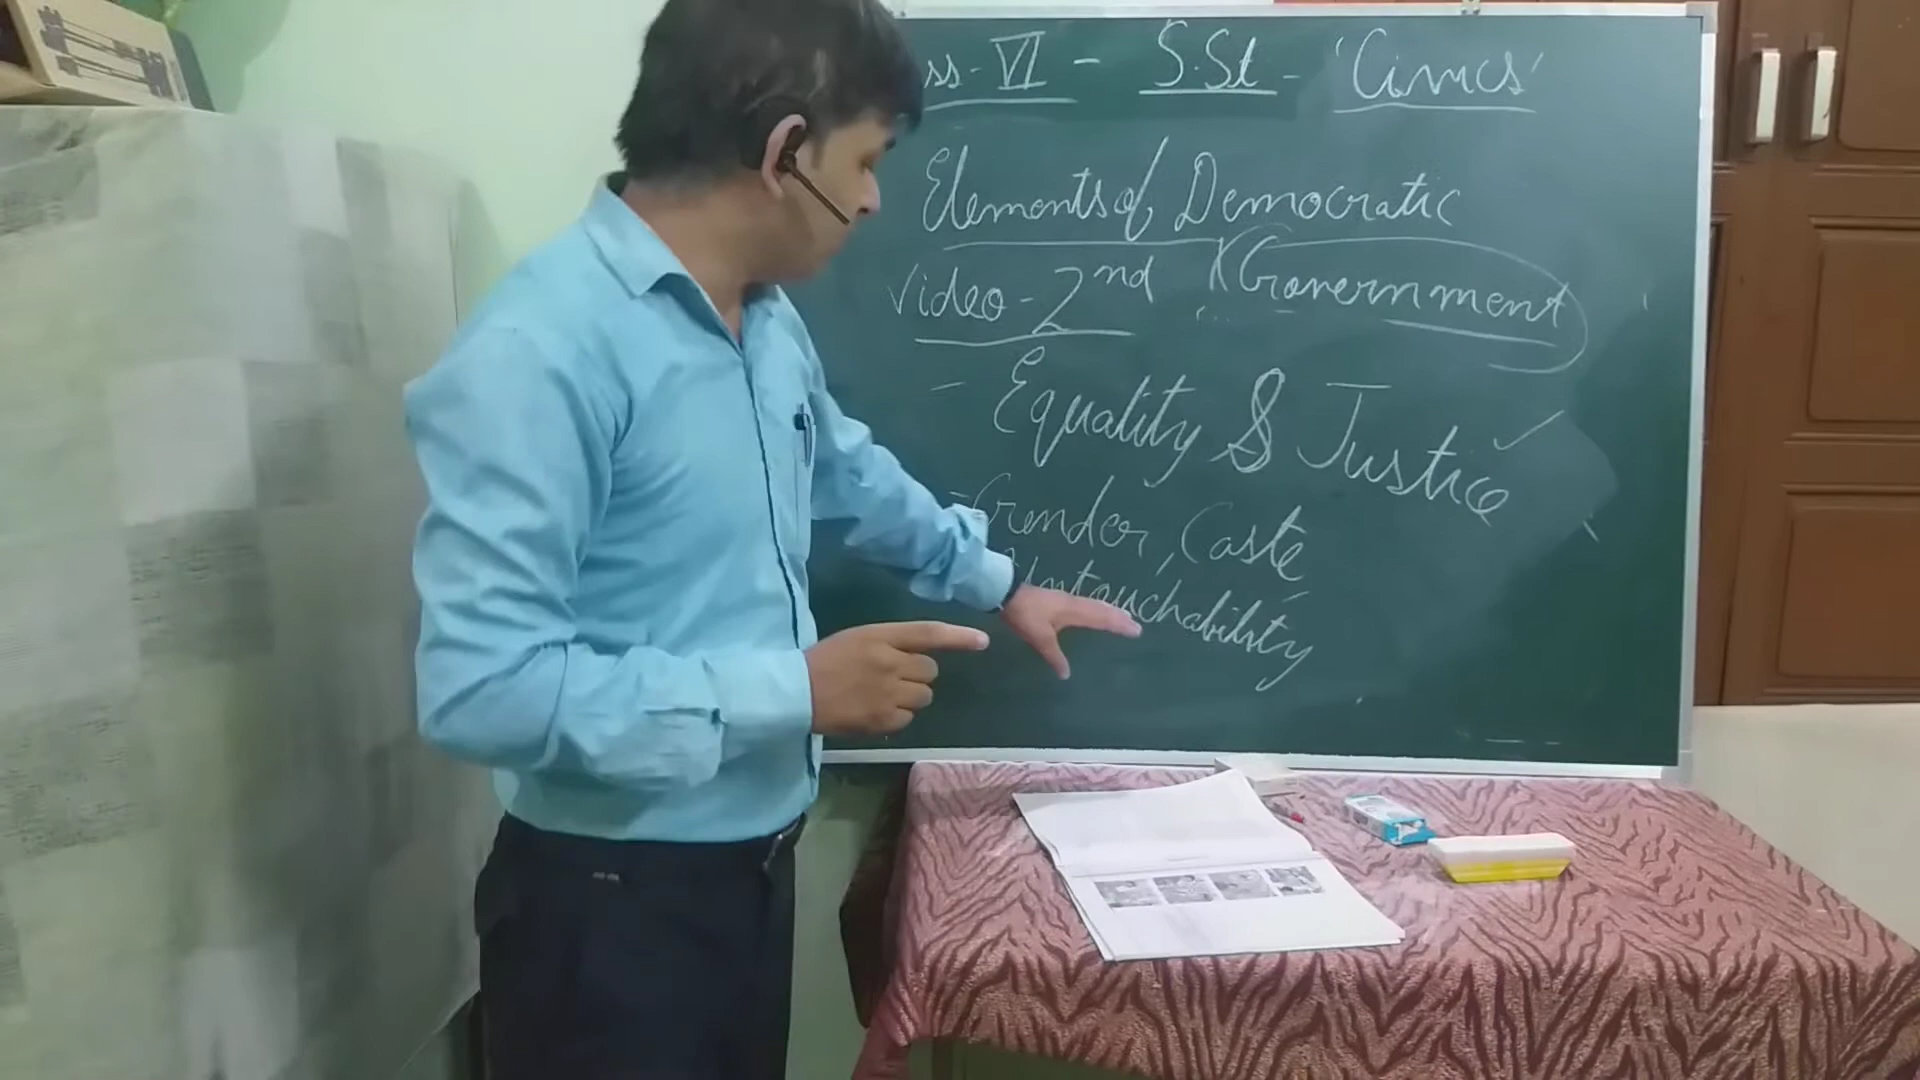 ss - VI - S.St - 'Civics'
Elements of Democratic
Government
Video - 2nd
- Equality & Justice
- Gender, Caste
Untouchability